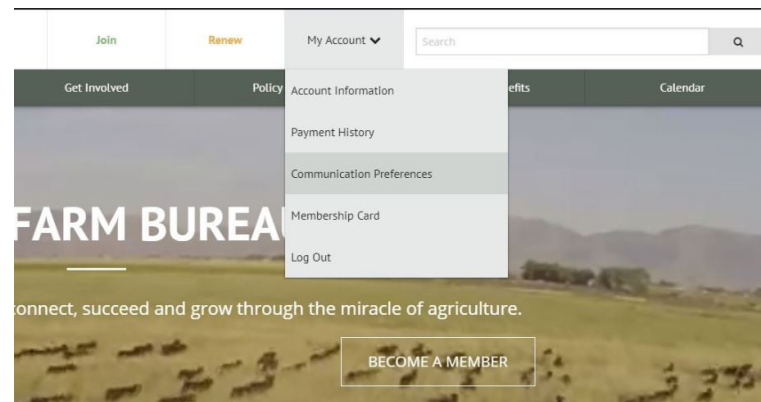 Join Renew My Account Search
Get Involved Policy efits Calendar
Account Information
Payment History
Communication Preferences
Membership Card
Log Out
FARM BUREAU
connect, succeed and grow through the miracle of agriculture.
BECOME A MEMBER